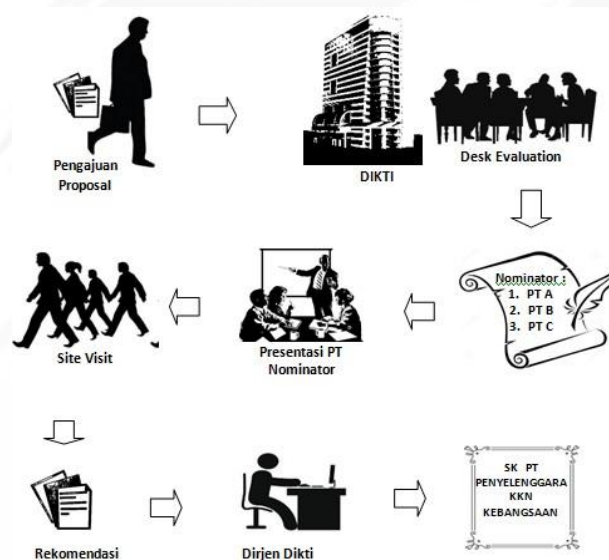 Pengajuan
Proposal
DIKTI
Desk Evaluation
Nominator :
1. PT A
2. PT B
3. PT C
Presentasi PT
Nominator
Site Visit
Rekomendasi
Dirjen Dikti
SK PT
PENYELENGGARA
KKN
KEBANGSAAN